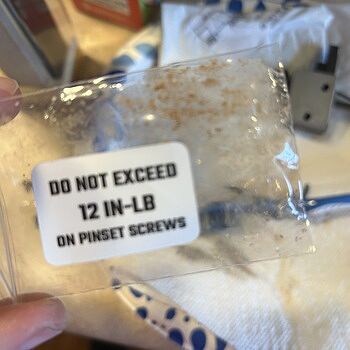 DO NOT EXCEED
12 IN-LB
ON PINSET SCREWS